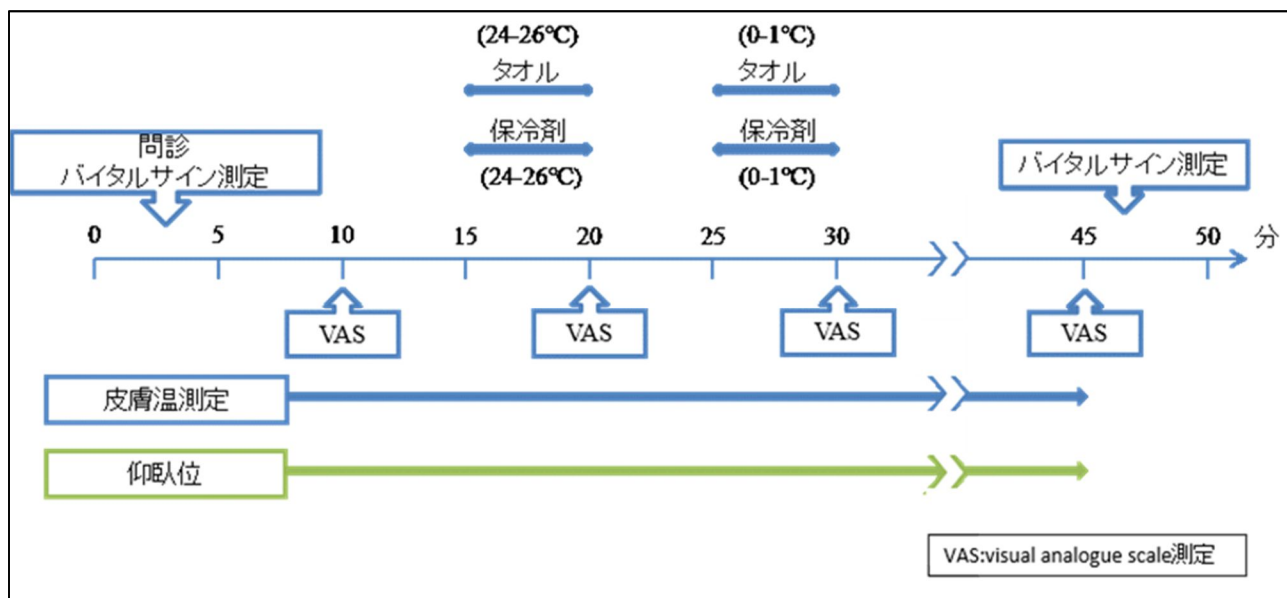 (24-26℃)
タオル
(0-1℃)
タオル
保冷剤
(24-26℃)
保冷剤
(0-1℃)
問診
バイタルサイン測定
バイタルサイン測定
0 5 10 15 20 25 30 45 50 分
VAS VAS VAS VAS
皮膚温測定
仰臥位
VAS:visual analogue scale測定